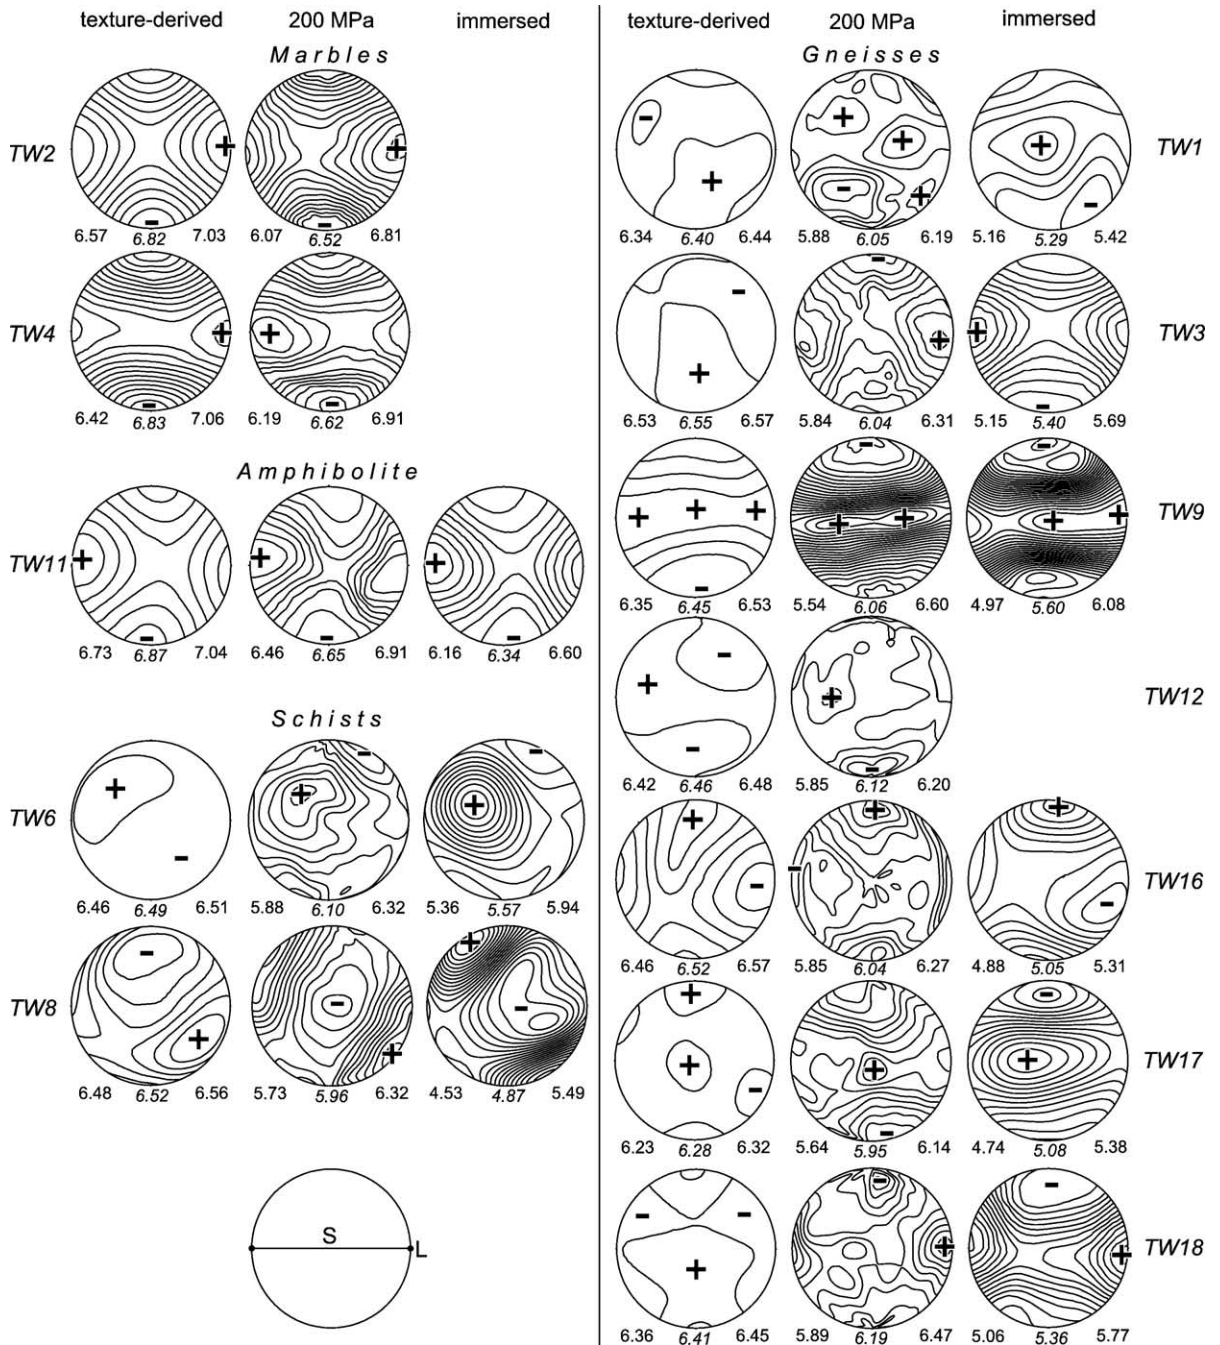 texture-derived 200 MPa immersed
Marbles
TW2
6.57 6.82 7.03 6.07 6.52 6.81
TW4
6.42 6.83 7.06 6.19 6.62 6.91
Amphibolite
TW11
6.73 6.87 7.04 6.46 6.65 6.91 6.16 6.34 6.60
Schists
TW6
6.46 6.49 6.51 5.88 6.10 6.32 5.36 5.57 5.94
TW8
6.48 6.52 6.56 5.73 5.96 6.32 4.53 4.87 5.49
S
L
texture-derived 200 MPa immersed
Gneisses
TW1
6.34 6.40 6.44 5.88 6.05 6.19 5.16 5.29 5.42
TW3
6.53 6.55 6.57 5.84 6.04 6.31 5.15 5.40 5.69
TW9
6.35 6.45 6.53 5.54 6.06 6.60 4.97 5.60 6.08
TW12
6.42 6.46 6.48 5.85 6.12 6.20
TW16
6.46 6.52 6.57 5.85 6.04 6.27 4.88 5.05 5.31
TW17
6.23 6.28 6.32 5.64 5.95 6.14 4.74 5.08 5.38
TW18
6.36 6.41 6.45 5.89 6.19 6.47 5.06 5.36 5.77